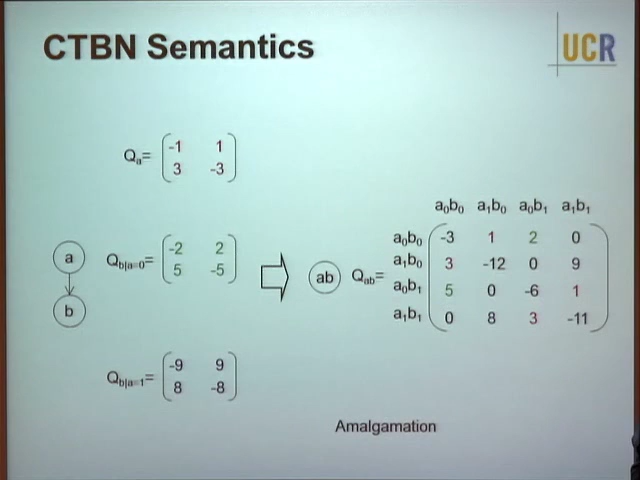 CTBN Semantics
UCR
Qa= -1 1
3 -3
a
b
Qb|a=0= -2 2
5 -5
Qb|a=1= -9 9
8 -8
ab Qab=
a0b0 a1b0 a0b1 a1b1
a0b0 -3 1 2 0
a1b0 3 -12 0 9
a0b1 5 0 -6 1
a1b1 0 8 3 -11
Amalgamation